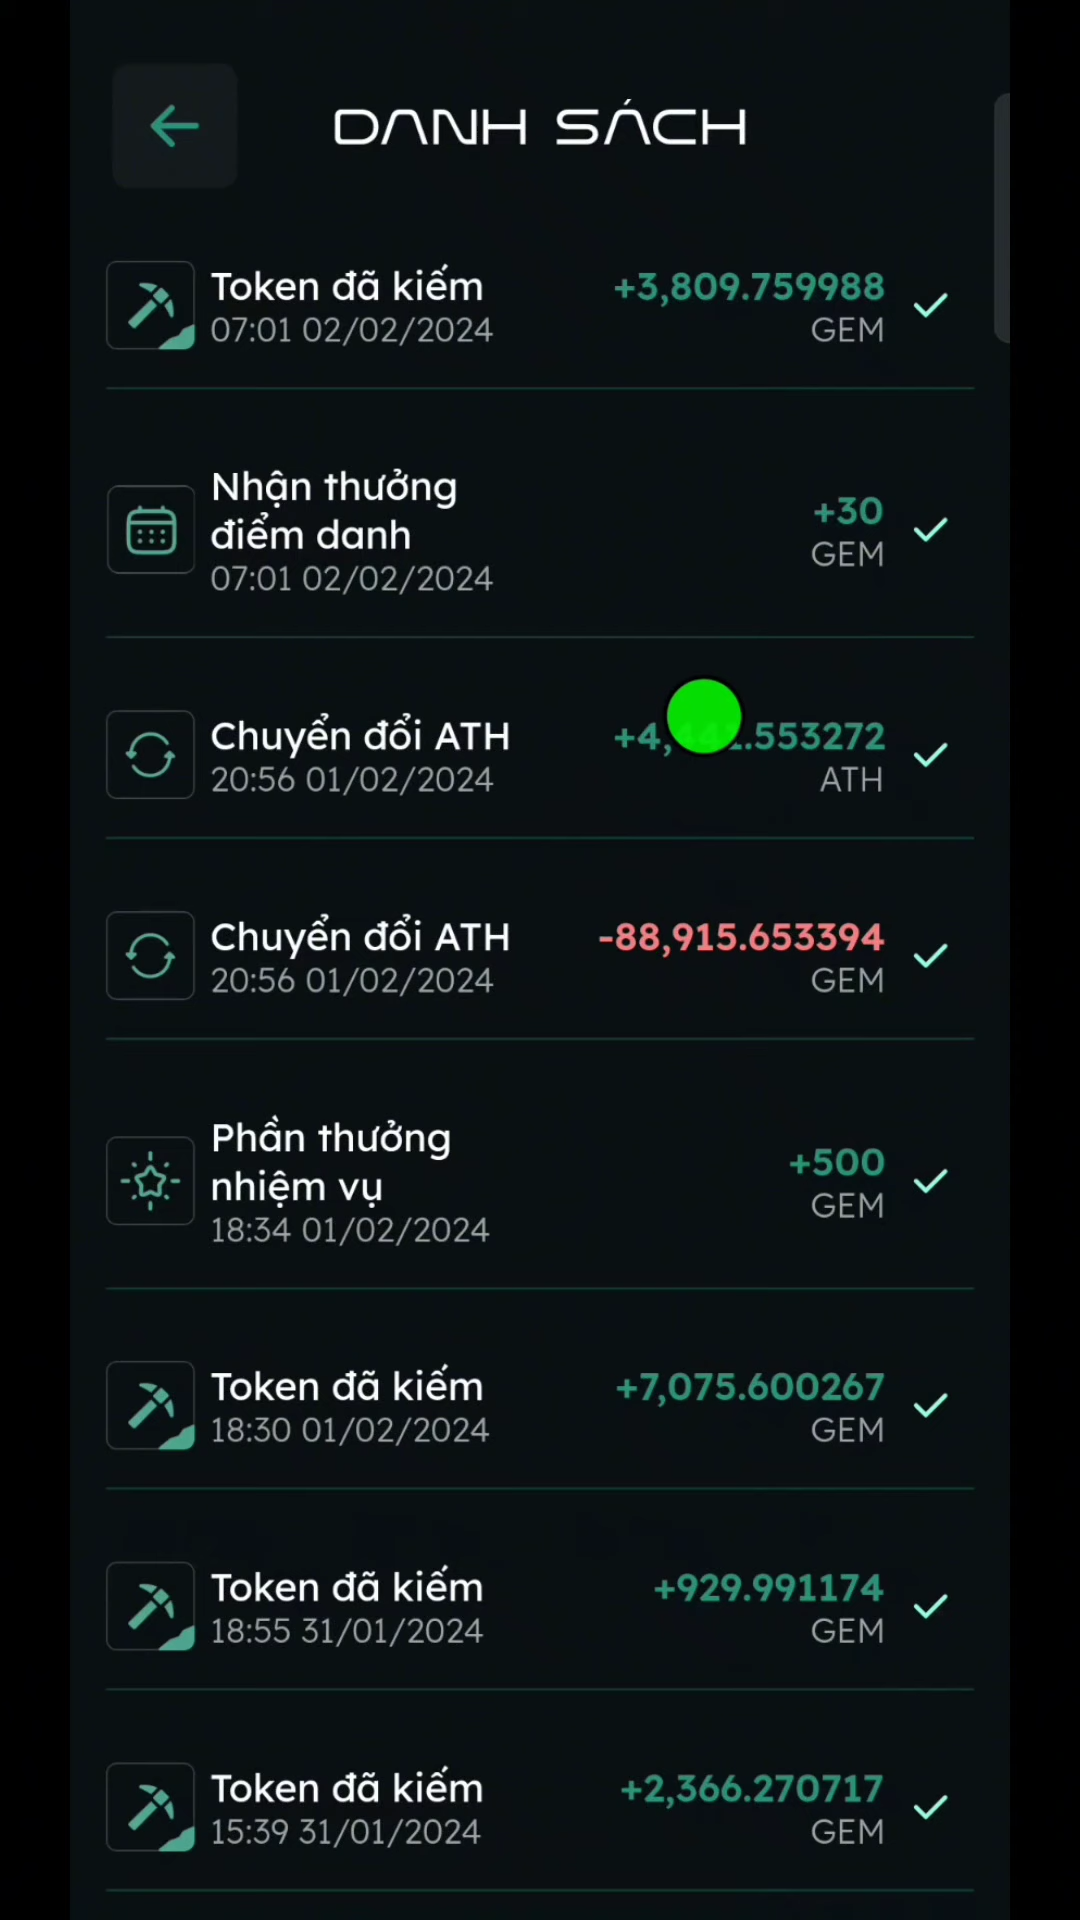 DANH SÁCH
Token đã kiếm
+3,809.759988
07:01 02/02/2024
GEM
Nhận thưởng
điểm danh
+30
07:01 02/02/2024
GEM
Chuyển đổi ATH
.553272
20:56 01/02/2024
ATH
Chuyển đổi ATH
-88,915.653394
20:56 01/02/2024
GEM
Phần thưởng
nhiệm vụ
+500
18:34 01/02/2024
GEM
Token đã kiếm
+7,075.600267
18:30 01/02/2024
GEM
Token đã kiếm
+929.991174
18:55 31/01/2024
GEM
Token đã kiếm
+2,366.270717
15:39 31/01/2024
GEM